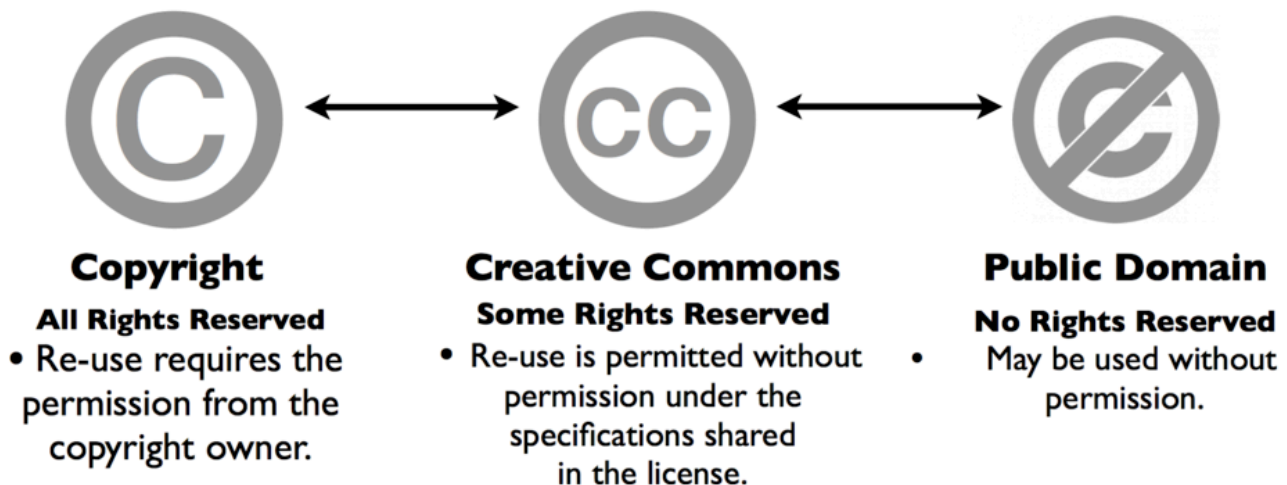 C
CC
C
Copyright
All Rights Reserved
• Re-use requires the
permission from the
copyright owner.
Creative Commons
Some Rights Reserved
• Re-use is permitted without
permission under the
specifications shared
in the license.
Public Domain
No Rights Reserved
• May be used without
permission.